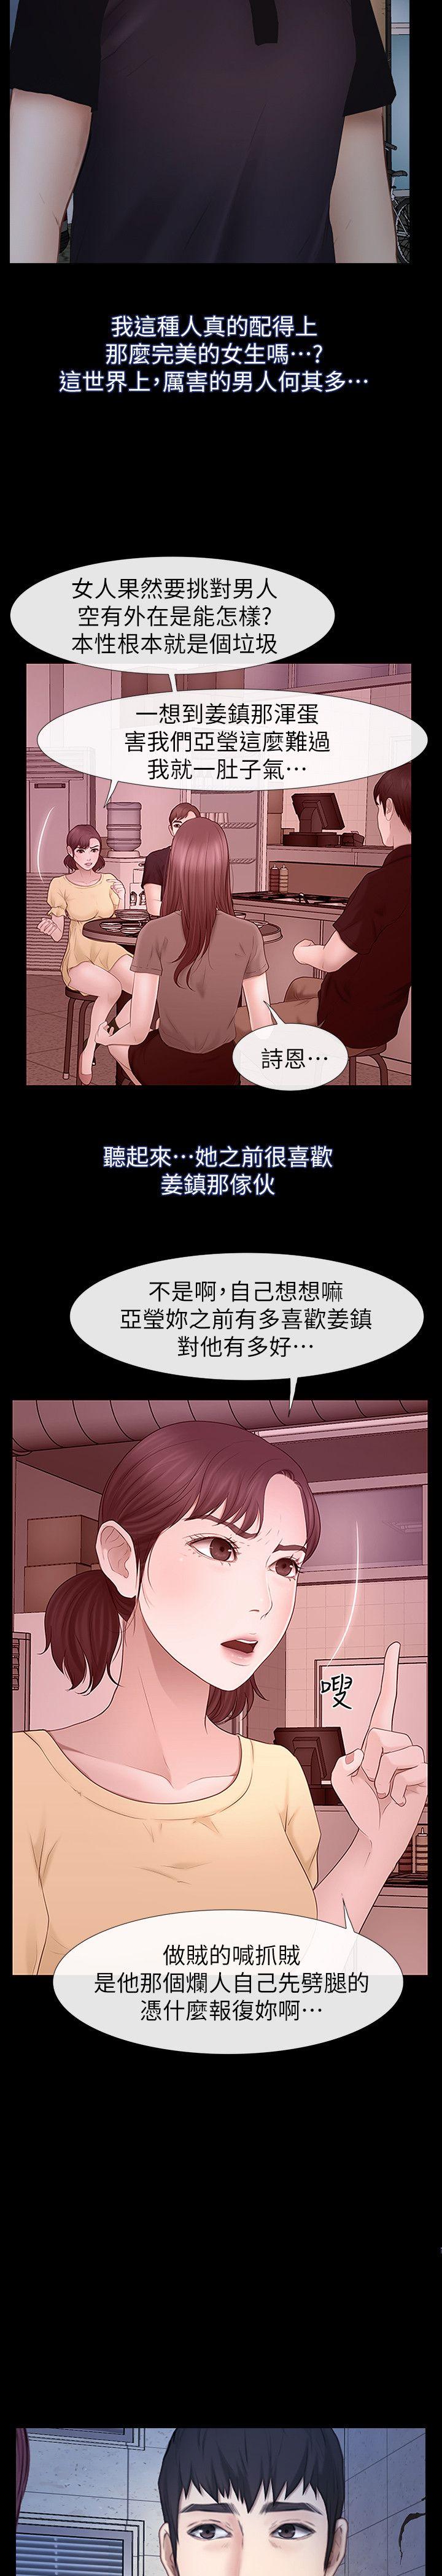 我這種人真的配得上
那麼完美的女生嗎…?
這世界上，厲害的男人何其多…
女人果然要挑對男人
空有外在是能怎樣?
本性根本就是個垃圾
一想到姜鎮那渾蛋
害我們亞瑩這麼難過
我就一肚子氣…
詩恩…
聽起來…她之前很喜歡
姜鎮那傢伙
不是啊，自己想想嘛
亞瑩妳之前有多喜歡姜鎮
對他有多好…
嗖
做賊的喊抓賊
是他那個爛人自己先劈腿的
憑什麼報復妳啊…